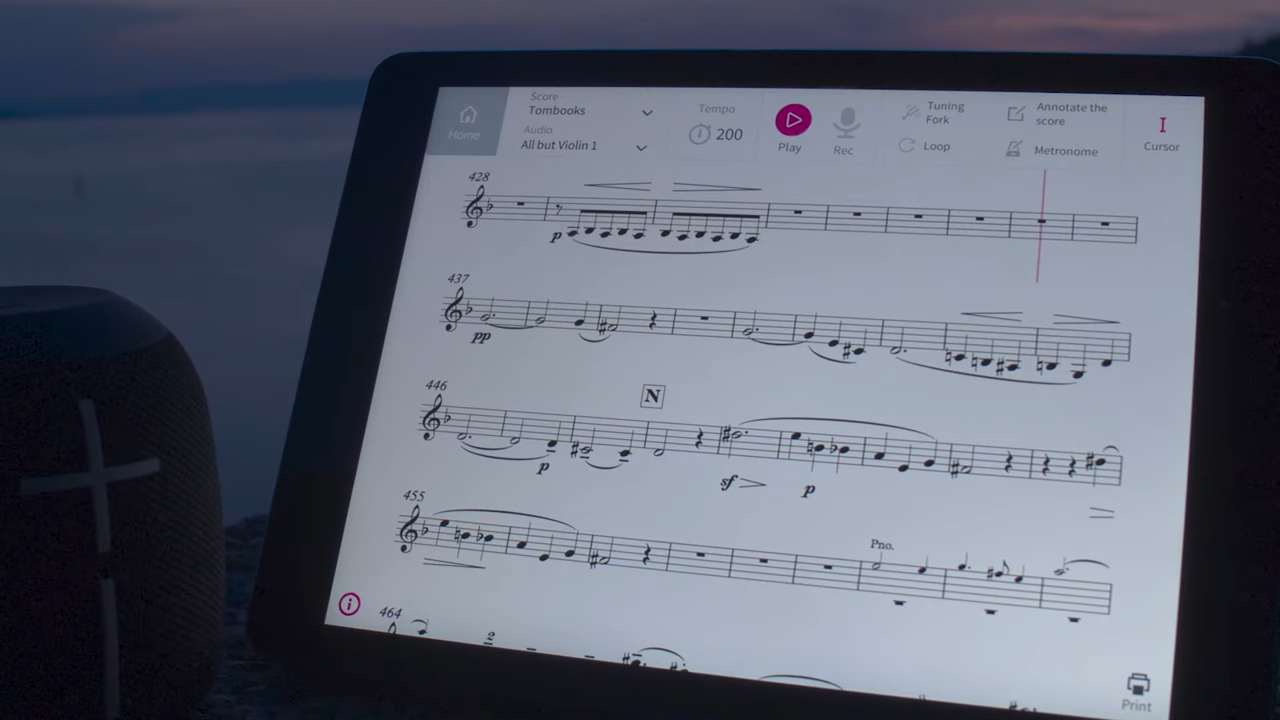 Home
Score
Tombooks
Audio
All but Violin 1
Tempo
200
Play
Rec
Tuning
Fork
Loop
Annotate the
score
Metronome
Cursor
428
p
437
pp
446
N
p
sf
p
455
Pno.
464
2
Print